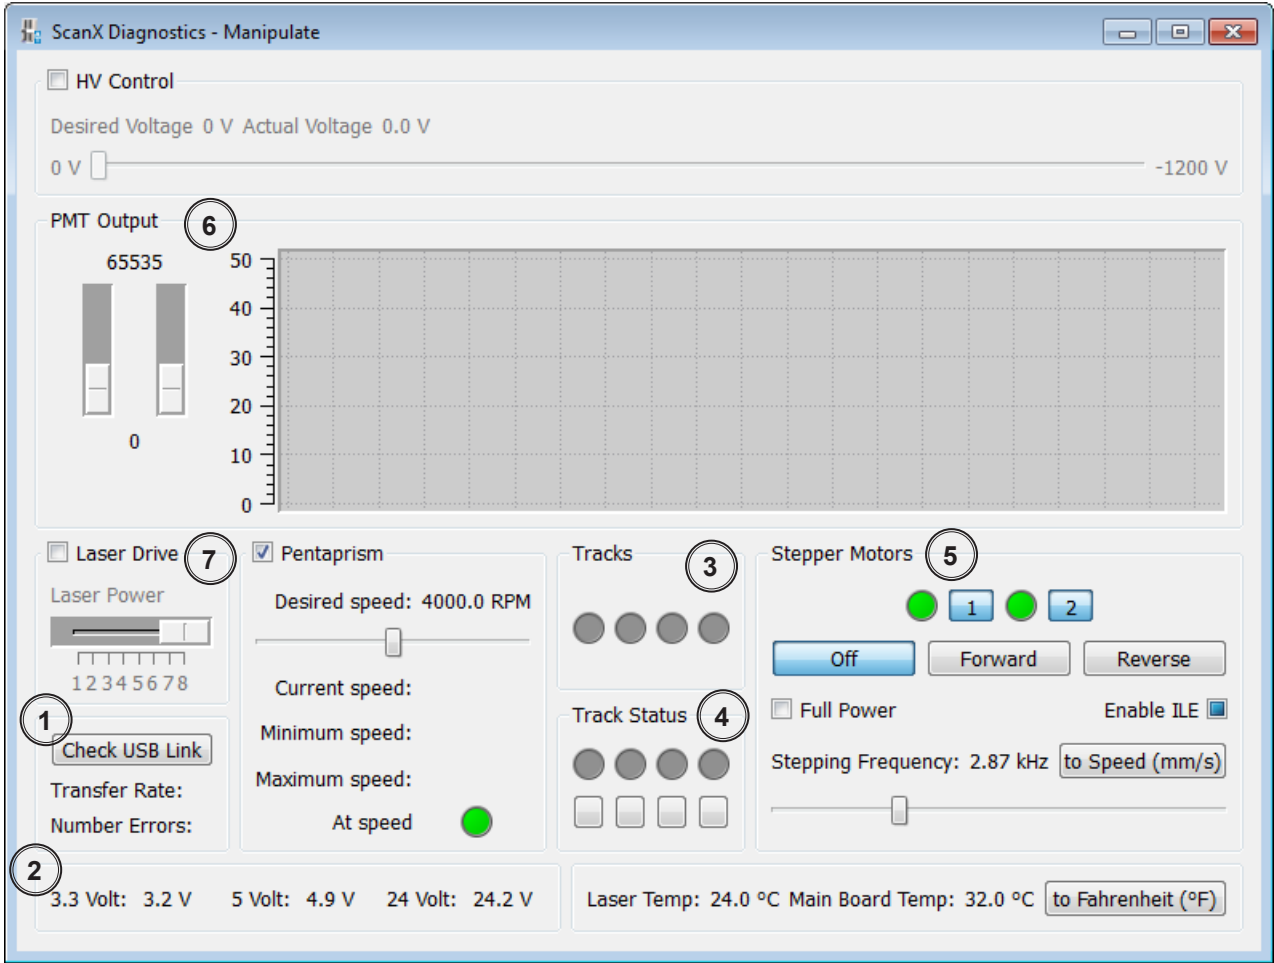 ScanX Diagnostics - Manipulate
HV Control
Desired Voltage 0 V Actual Voltage 0.0 V
0 V
-1200 V
PMT Output
6
65535
0
50
40
30
20
10
0
Laser Drive
7
Laser Power
1 2 3 4 5 6 7 8
1
Check USB Link
Transfer Rate:
Number Errors:
Pentaprism
Desired speed: 4000.0 RPM
Current speed:
Minimum speed:
Maximum speed:
At speed
Tracks
3
Track Status
4
Stepper Motors
5
1
2
Off
Forward
Reverse
Full Power
Enable ILE
Stepping Frequency: 2.87 kHz
to Speed (mm/s)
2
3.3 Volt: 3.2 V 5 Volt: 4.9 V 24 Volt: 24.2 V
Laser Temp: 24.0 ºC Main Board Temp: 32.0 ºC
to Fahrenheit (ºF)